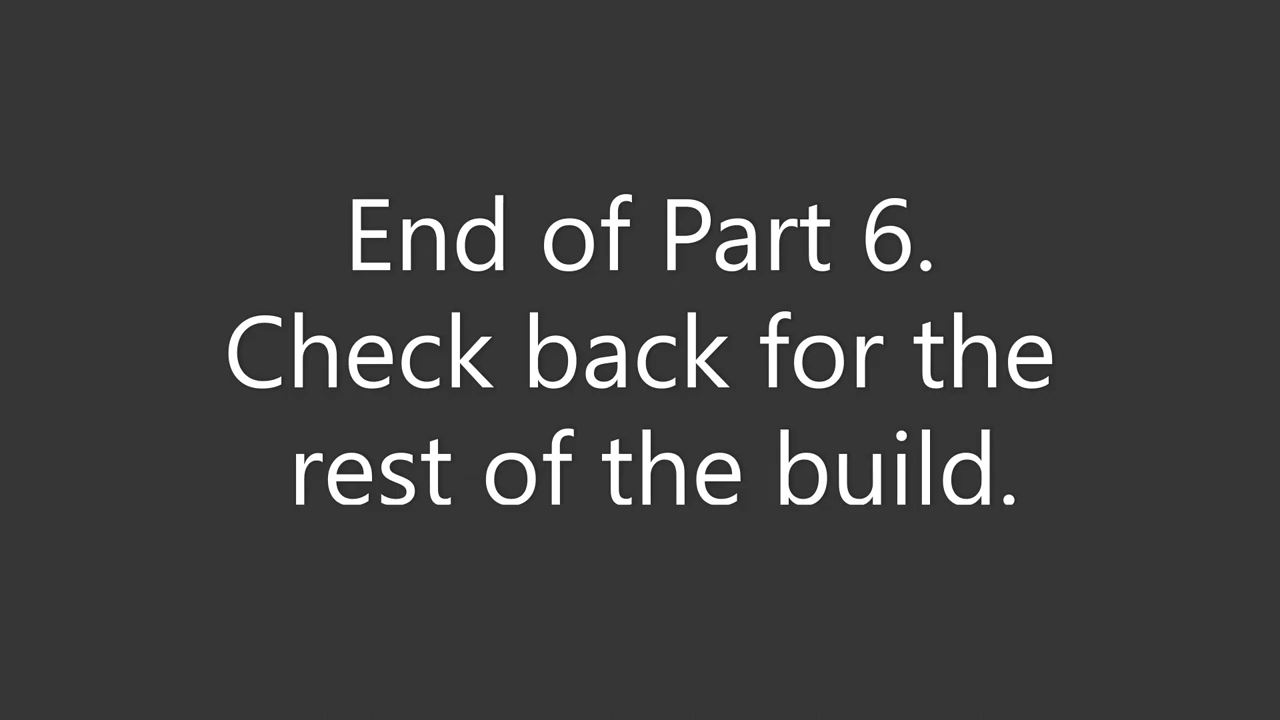 End of Part 6.
Check back for the
rest of the build.